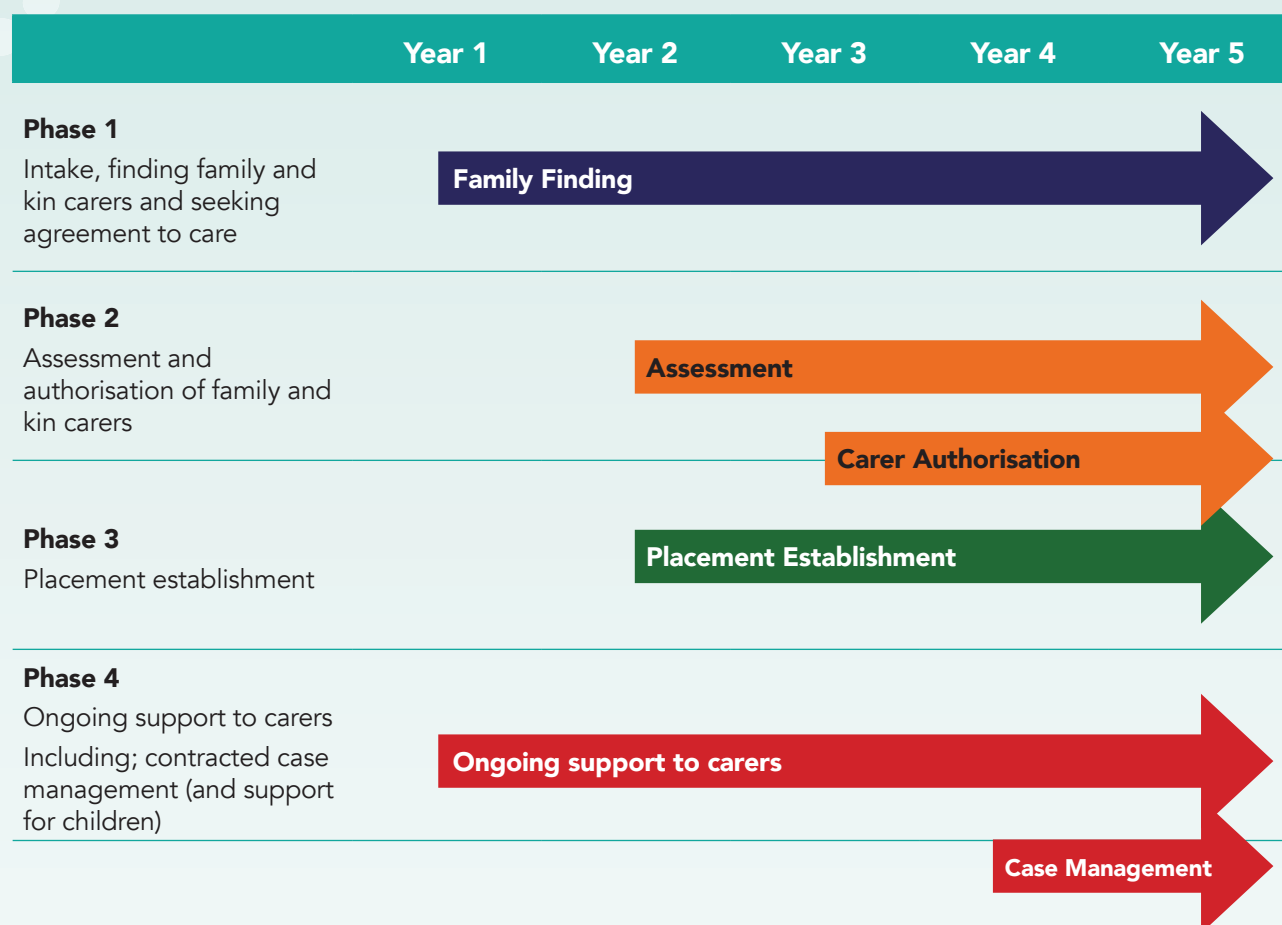 Year 1 Year 2 Year 3 Year 4 Year 5
Phase 1
Intake, finding family and
kin carers and seeking
agreement to care
Family Finding
Phase 2
Assessment and
authorisation of family and
kin carers
Assessment
Carer Authorisation
Phase 3
Placement establishment
Placement Establishment
Phase 4
Ongoing support to carers
Including; contracted case
management (and support
for children)
Ongoing support to carers
Case Management